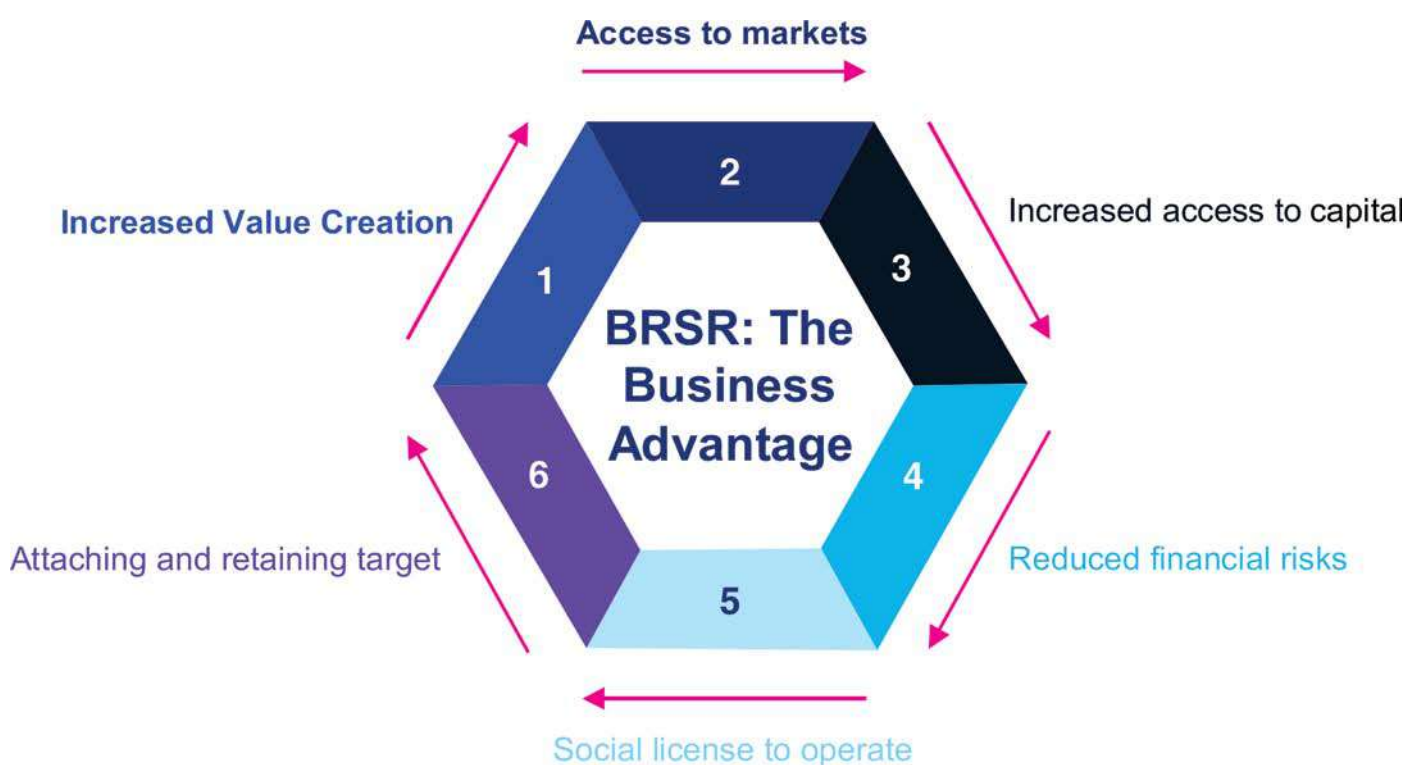 Access to markets
2
Increased Value Creation
Increased access to capital
1
3
BRSR: The
Business
Advantage
6
4
Attaching and retaining target
Reduced financial risks
5
Social license to operate